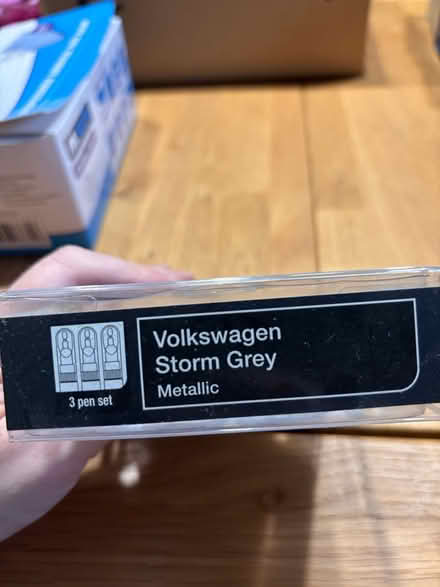 Volkswagen
Storm Grey
Metallic
3 pen set